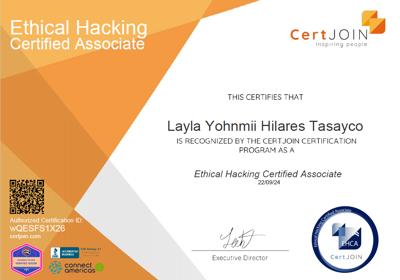 Ethical Hacking
Certified Associate
CertJOIN
Inspiring people
THIS CERTIFIES THAT
Layla Yohnmii Hilares Tasayco
IS RECOGNIZED BY THE CERTJOIN CERTIFICATION
PROGRAM AS A
Ethical Hacking Certified Associate
22/09/24
Authorized Certification ID:
wQESFS1X26
certjoin.com
connect
americas
Executive Director
EHCA
CertJOIN